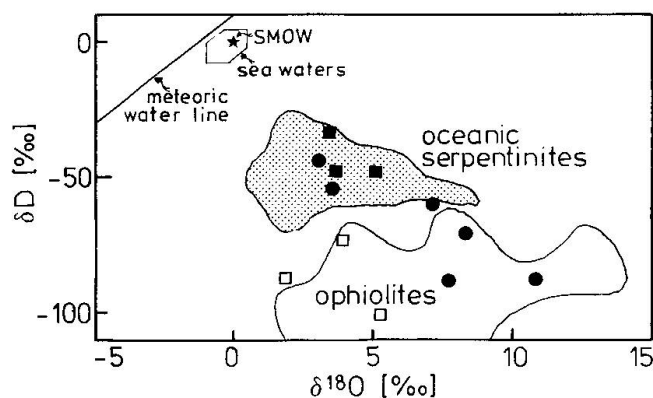 SMOW
sea waters
meteoric
water line
oceanic
serpentinites
ophiolites
0
-50
-100
δD [‰]
-5
0
5
10
15
δ¹⁸O [‰]